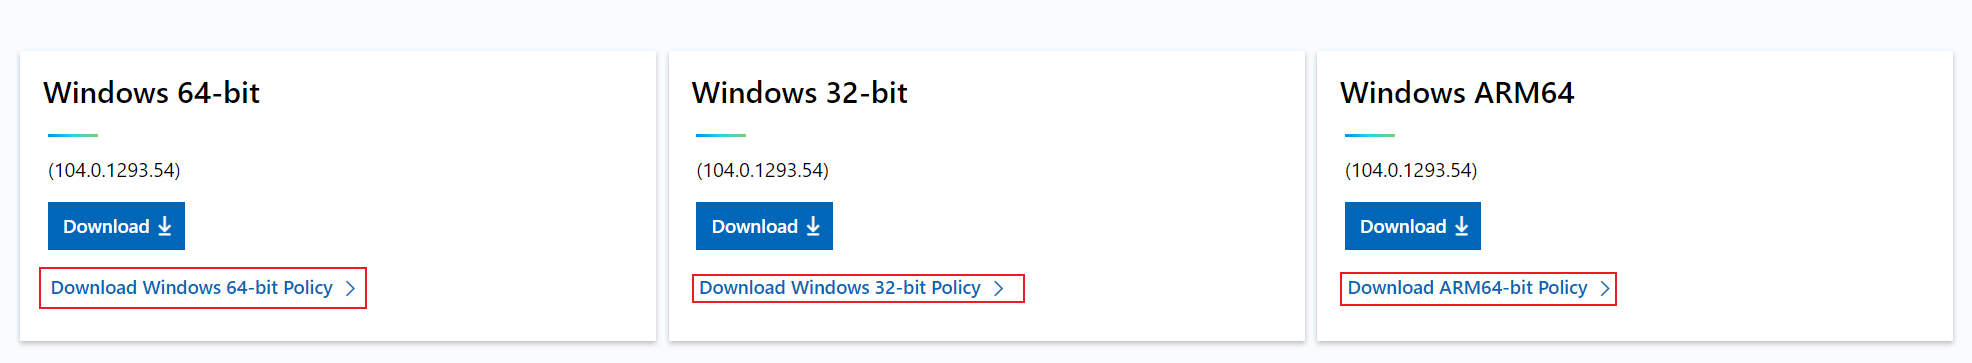 Windows 64-bit
(104.0.1293.54)
Download
Download Windows 64-bit Policy
Windows 32-bit
(104.0.1293.54)
Download
Download Windows 32-bit Policy
Windows ARM64
(104.0.1293.54)
Download
Download ARM64-bit Policy